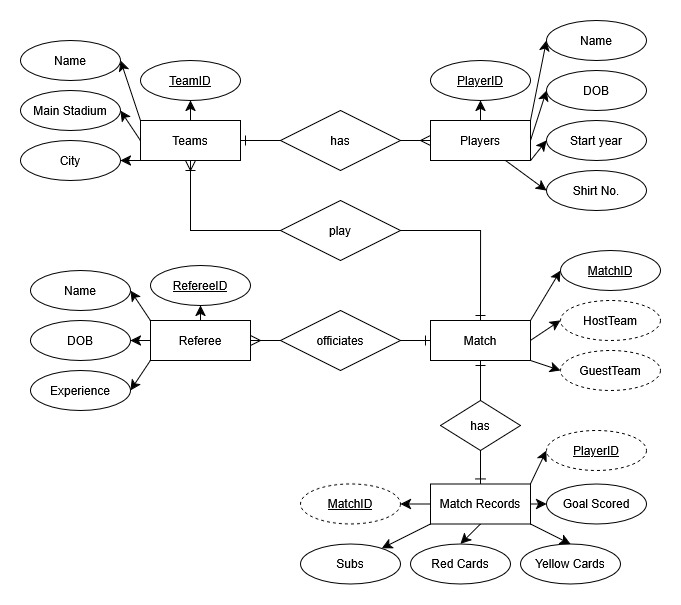 Name
Name
TeamID
PlayerID
DOB
Main Stadium
Teams
has
Players
Start year
City
Shirt No.
play
MatchID
Name
RefereeID
HostTeam
DOB
Referee
officiates
Match
GuestTeam
Experience
has
PlayerID
MatchID
Match Records
Goal Scored
Subs
Red Cards
Yellow Cards